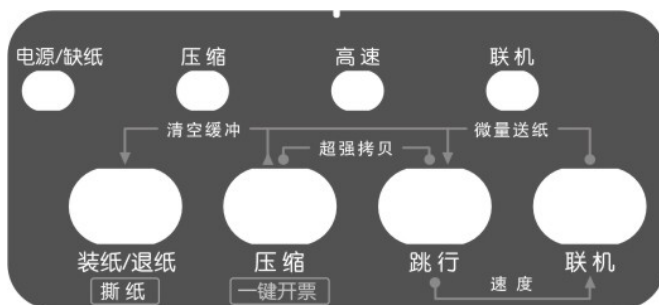 电源/缺纸 压缩 高速 联机
清空缓冲 微量送纸
超强拷贝
装纸/退纸 压缩 跳行 联机
撕纸 一键开票 速度